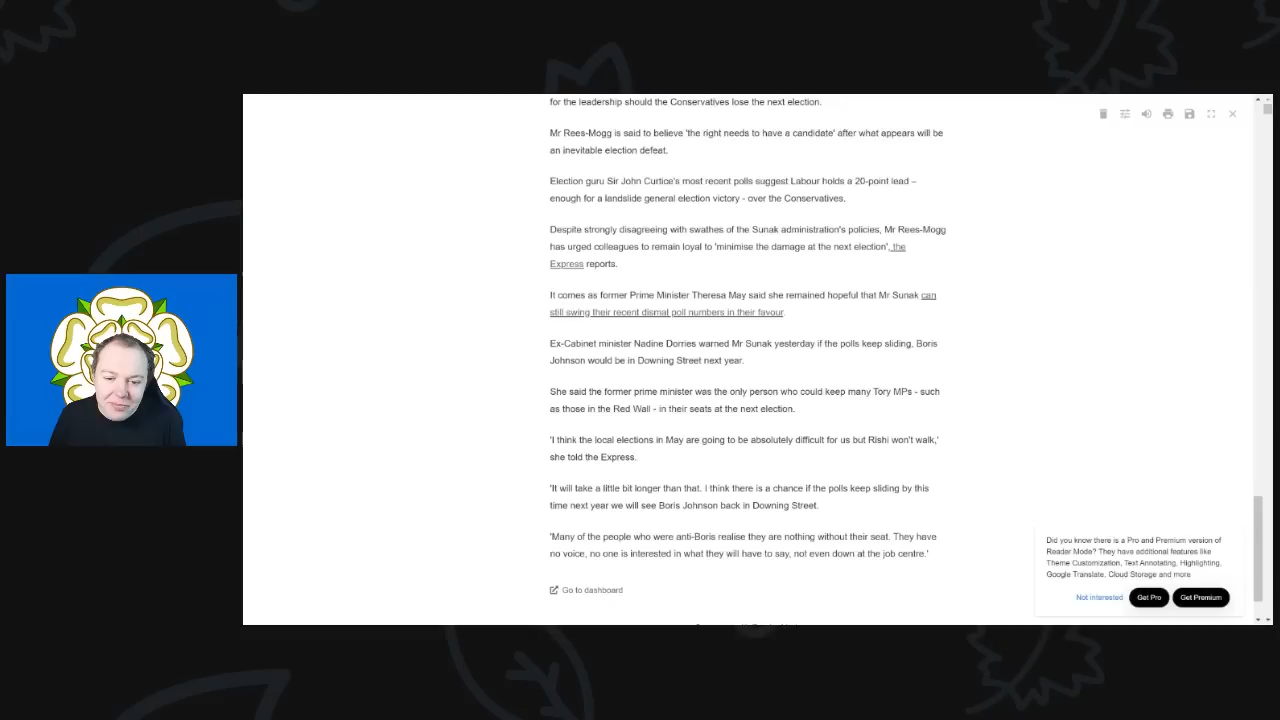 for the leadership should the Conservatives lose the next election.
Mr Rees-Mogg is said to believe 'the right needs to have a candidate' after what appears will be
an inevitable election defeat.
Election guru Sir John Curtice's most recent polls suggest Labour holds a 20-point lead –
enough for a landslide general election victory - over the Conservatives.
Despite strongly disagreeing with swathes of the Sunak administration's policies, Mr Rees-Mogg
has urged colleagues to remain loyal to 'minimise the damage at the next election', the
Express reports.
It comes as former Prime Minister Theresa May said she remained hopeful that Mr Sunak can
still swing their recent dismal poll numbers in their favour.
Ex-Cabinet minister Nadine Dorries warned Mr Sunak yesterday if the polls keep sliding, Boris
Johnson would be in Downing Street next year.
She said the former prime minister was the only person who could keep many Tory MPs - such
as those in the Red Wall - in their seats at the next election.
'I think the local elections in May are going to be absolutely difficult for us but Rishi won't walk,'
she told the Express.
'It will take a little bit longer than that. I think there is a chance if the polls keep sliding by this
time next year we will see Boris Johnson back in Downing Street.
'Many of the people who were anti-Boris realise they are nothing without their seat. They have
no voice, no one is interested in what they will have to say, not even down at the job centre.'
Go to dashboard
Did you know there is a Pro and Premium version of
Reader Mode? They have additional features like
Theme Customization, Text Annotating, Highlighting,
Google Translate, Cloud Storage and more
Not interested Get Pro Get Premium